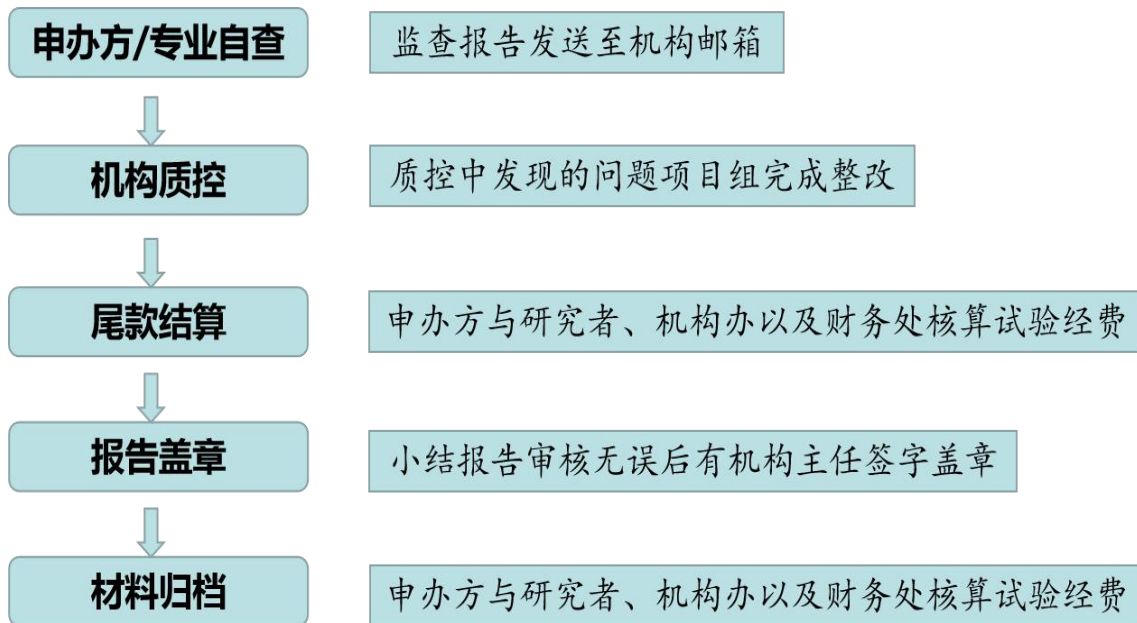 申办方/专业自查
监查报告发送至机构邮箱
机构质控
质控中发现的问题项目组完成整改
尾款结算
申办方与研究者、机构办以及财务处核算试验经费
报告盖章
小结报告审核无误后有机构主任签字盖章
材料归档
申办方与研究者、机构办以及财务处核算试验经费